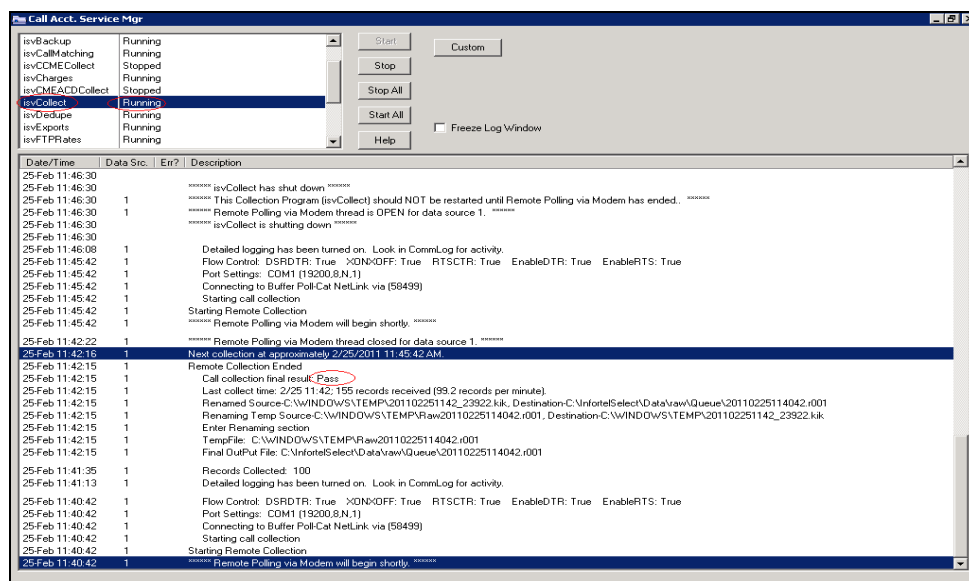 Call Acct. Service Mgr
isvBackup Running
isvCallMatching Running
isvCCMECollect Stopped
isvCharges Running
isvCMEACDCollect Stopped
isvCollect Running
isvDedupe Running
isvExports Running
isvFTPRates Running
Start
Stop
Stop All
Start All
Help
Custom
Freeze Log Window
Date/Time Data Src. Err? Description
25-Feb 11:46:30
25-Feb 11:46:30 ****** isvCollect has shut down ******
25-Feb 11:46:30 1 ****** This Collection Program (isvCollect) should NOT be restarted until Remote Polling via Modem has ended.. ******
25-Feb 11:46:30 1 ****** Remote Polling via Modem thread is OPEN for data source 1. ******
25-Feb 11:46:30 ****** isvCollect is shutting down ******
25-Feb 11:46:30
25-Feb 11:46:08 1 Detailed logging has been turned on. Look in CommLog for activity.
25-Feb 11:45:42 1 Flow Control: DSRDTR: True XONXOFF: True RTSCTR: True EnableDTR: True EnableRTS: True
25-Feb 11:45:42 1 Port Settings: COM1 (19200,8,N,1)
25-Feb 11:45:42 1 Connecting to Buffer Poll-Cat NetLink via (58499)
25-Feb 11:45:42 1 Starting call collection
25-Feb 11:45:42 1 Starting Remote Collection
25-Feb 11:45:42 1 ****** Remote Polling via Modem will begin shortly. ******
25-Feb 11:42:22 1 ****** Remote Polling via Modem thread closed for data source 1. ******
25-Feb 11:42:16 1 Next collection at approximately 2/25/2011 11:45:42 AM.
25-Feb 11:42:15 1 Remote Collection Ended
25-Feb 11:42:15 1 Call collection final result: Pass
25-Feb 11:42:15 1 Last collect time: 2/25 11:42; 155 records received (99.2 records per minute).
25-Feb 11:42:15 1 Renamed Source-C:\WINDOWS\TEMP\201102251142_23922.kik, Destination-C:\InfortelSelect\Data\raw\Queue\20110225114042.r001
25-Feb 11:42:15 1 Renaming Temp Source-C:\WINDOWS\TEMP\Raw20110225114042.r001, Destination-C:\WINDOWS\TEMP\201102251142_23922.kik
25-Feb 11:42:15 1 Enter Renaming section
25-Feb 11:42:15 1 TempFile: C:\WINDOWS\TEMP\Raw20110225114042.r001
25-Feb 11:42:15 1 Final OutPut File: C:\InfortelSelect\Data\raw\Queue\20110225114042.r001
25-Feb 11:41:35 1 Records Collected: 100
25-Feb 11:41:13 1 Detailed logging has been turned on. Look in CommLog for activity.
25-Feb 11:40:42 1 Flow Control: DSRDTR: True XONXOFF: True RTSCTR: True EnableDTR: True EnableRTS: True
25-Feb 11:40:42 1 Port Settings: COM1 (19200,8,N,1)
25-Feb 11:40:42 1 Connecting to Buffer Poll-Cat NetLink via (58499)
25-Feb 11:40:42 1 Starting call collection
25-Feb 11:40:42 1 Starting Remote Collection
25-Feb 11:40:42 1 ****** Remote Polling via Modem will begin shortly. ******